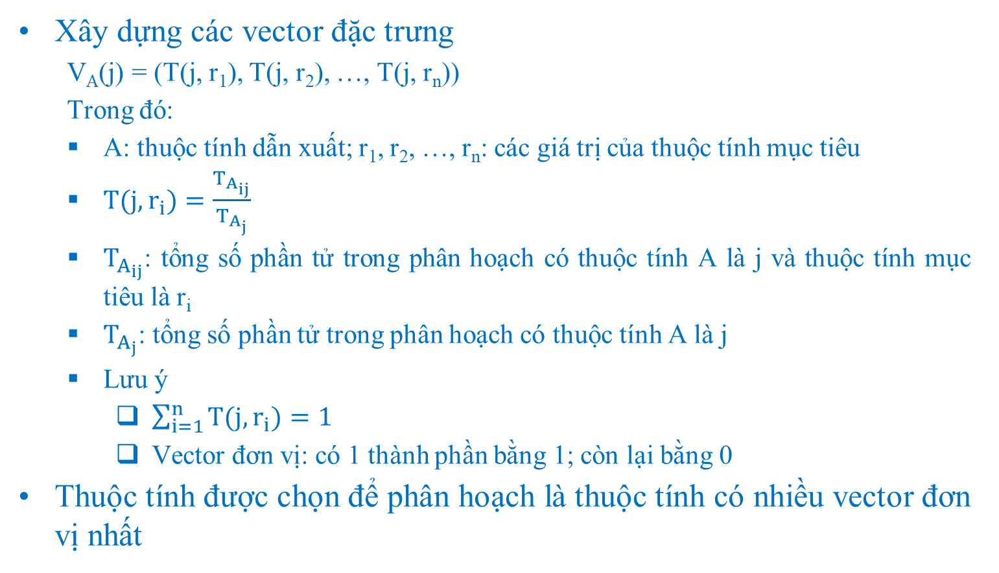 • Xây dựng các vector đặc trưng
V_A(j) = (T(j, r_1), T(j, r_2), …, T(j, r_n))
Trong đó:
▪ A: thuộc tính dẫn xuất; r_1, r_2, …, r_n: các giá trị của thuộc tính mục tiêu
▪ T(j, r_i) = \frac{T_{A_{ij}}}{T_{A_j}}
▪ T_{A_{ij}}: tổng số phần tử trong phân hoạch có thuộc tính A là j và thuộc tính mục
tiêu là r_i
▪ T_{A_j}: tổng số phần tử trong phân hoạch có thuộc tính A là j
▪ Lưu ý
❑ \sum_{i=1}^{n} T(j, r_i) = 1
❑ Vector đơn vị: có 1 thành phần bằng 1; còn lại bằng 0
• Thuộc tính được chọn để phân hoạch là thuộc tính có nhiều vector đơn
vị nhất